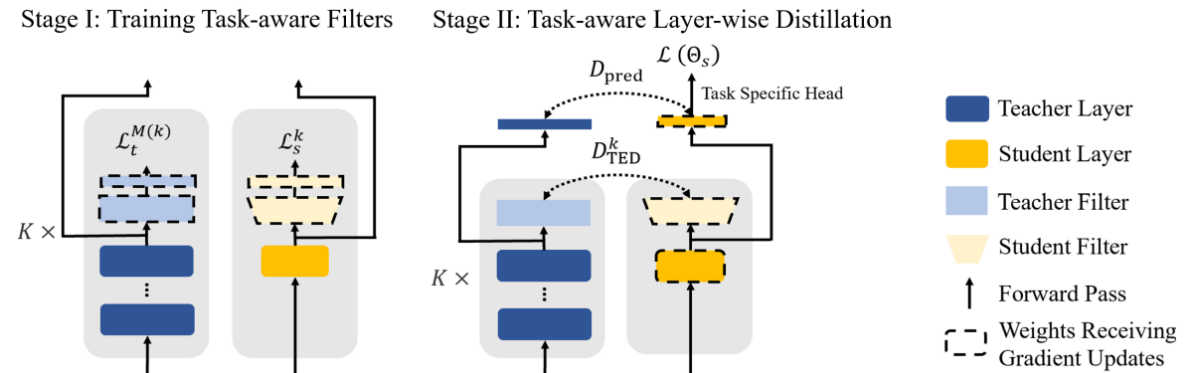 Stage I: Training Task-aware Filters
Stage II: Task-aware Layer-wise Distillation
ℒ_t^{M(k)}
ℒ_s^k
K ×
ℒ (Θ_s)
D_pred
Task Specific Head
D_TED^k
K ×
Teacher Layer
Student Layer
Teacher Filter
Student Filter
Forward Pass
Weights Receiving
Gradient Updates